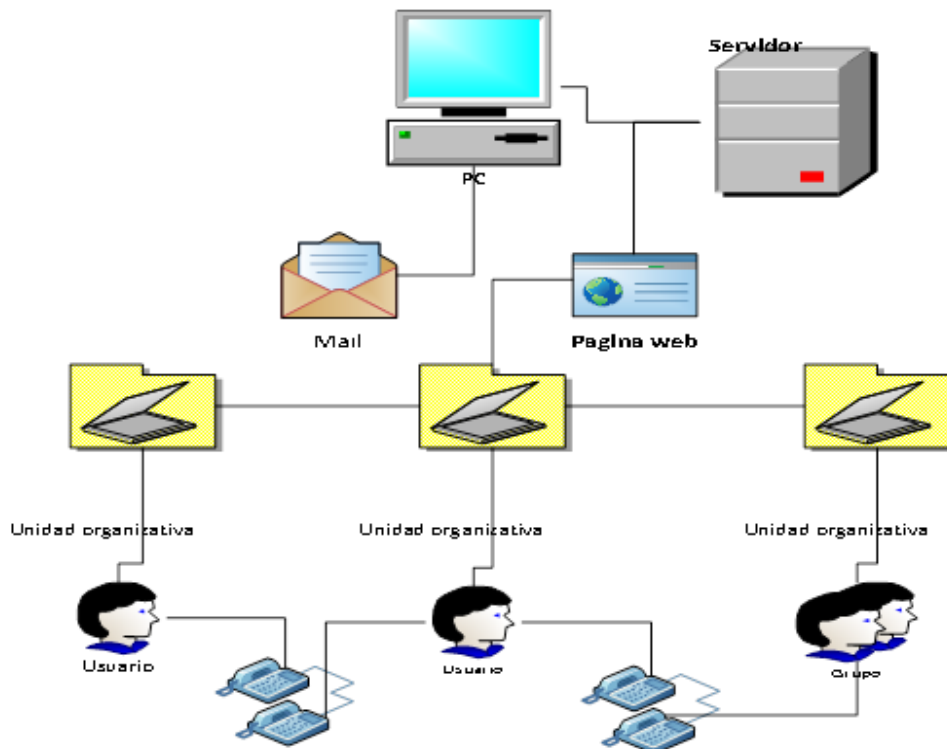 Servidor
PC
Mail
Pagina web
Unidad organizativa
Unidad organizativa
Unidad organizativa
Usuario
Usuario
Grupo